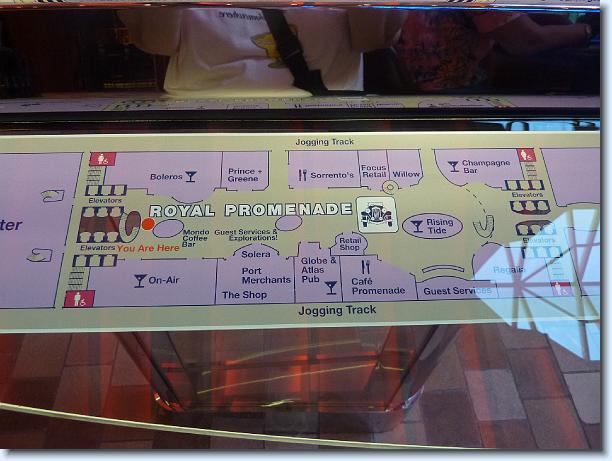 Jogging Track
Boleros
Prince +
Greene
Sorrento's
Focus
Retail
Willow
Champagne
Bar
Elevators
Elevators
ROYAL PROMENADE
ter
You Are Here
Mondo
Coffee
Bar
Guest Services &
Explorations!
Retail
Shop
Rising
Tide
Elevators
Elevators
On-Air
Solera
Port
Merchants
The Shop
Globe &
Atlas
Pub
Café
Promenade
Guest Services
Regalia
Jogging Track